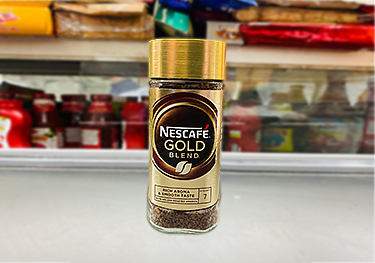 NESCAFÉ
GOLD
BLEND
RICH AROMA
& SMOOTH TASTE
7